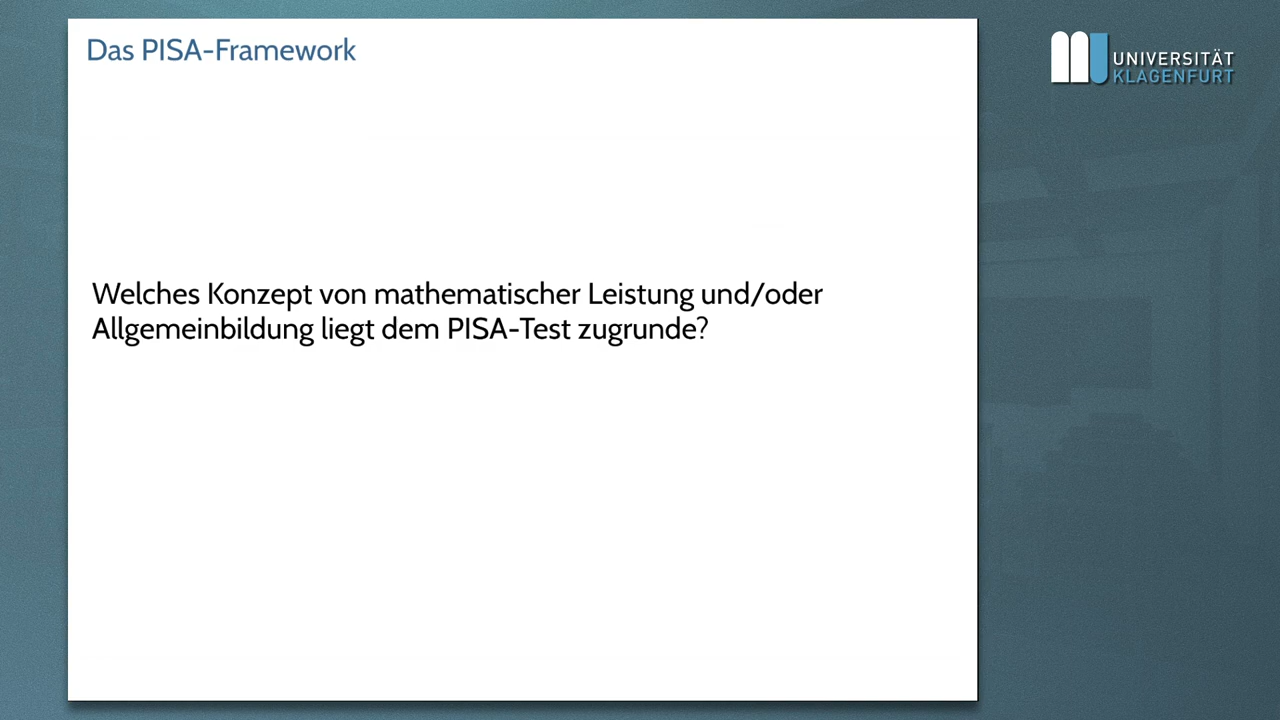 Das PISA-Framework
UNIVERSITÄT
KLAGENFURT
Welches Konzept von mathematischer Leistung und/oder
Allgemeinbildung liegt dem PISA-Test zugrunde?